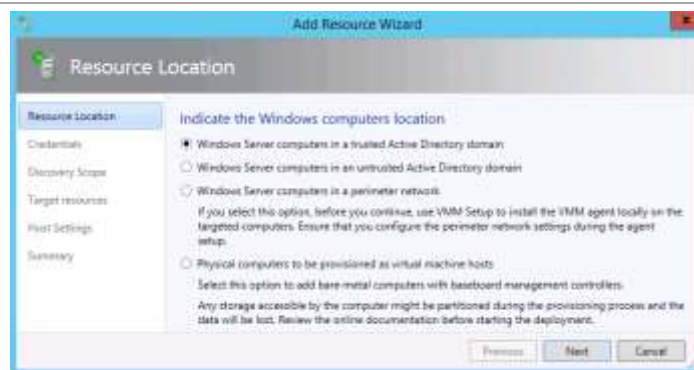 Add Resource Wizard
Resource Location
Resource Location
Credentials
Discovery Scope
Target resources
Host Settings
Summary
Indicate the Windows computers location
Windows Server computers in a trusted Active Directory domain
Windows Server computers in an untrusted Active Directory domain
Windows Server computers in a perimeter network
If you select this option, before you continue, use VMM Setup to install the VMM agent locally on the
targeted computers. Ensure that you configure the perimeter network settings during the agent
setup.
Physical computers to be provisioned as virtual machine hosts
Select this option to add bare-metal computers with baseboard management controllers.
Any storage accessible by the computer might be partitioned during the provisioning process and the
data will be lost. Review the online documentation before starting the deployment.
Previous Next Cancel